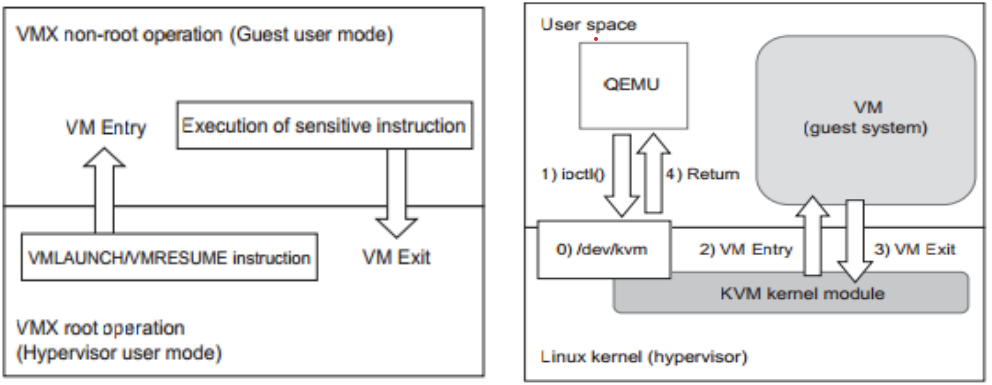 VMX non-root operation (Guest user mode)
VM Entry
Execution of sensitive instruction
VMLAUNCH/VMRESUME instruction
VM Exit
VMX root operation
(Hypervisor user mode)
User space
QEMU
VM
(guest system)
1) ioctl()
4) Return
0) /dev/kvm
2) VM Entry
3) VM Exit
KVM kernel module
Linux kernel (hypervisor)